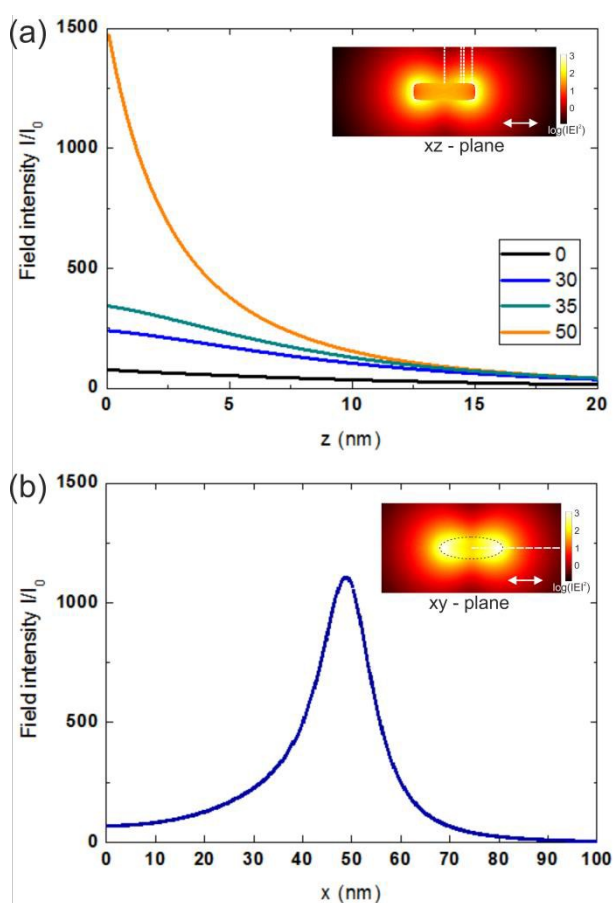 (a)
1500
1000
500
0
Field intensity I/I0
0 5 10 15 20
z (nm)
3
2
1
0
log(|E|²)
xz - plane
0
30
35
50
(b)
1500
1000
500
0
Field intensity I/I0
0 10 20 30 40 50 60 70 80 90 100
x (nm)
3
2
1
0
log(|E|²)
xy - plane